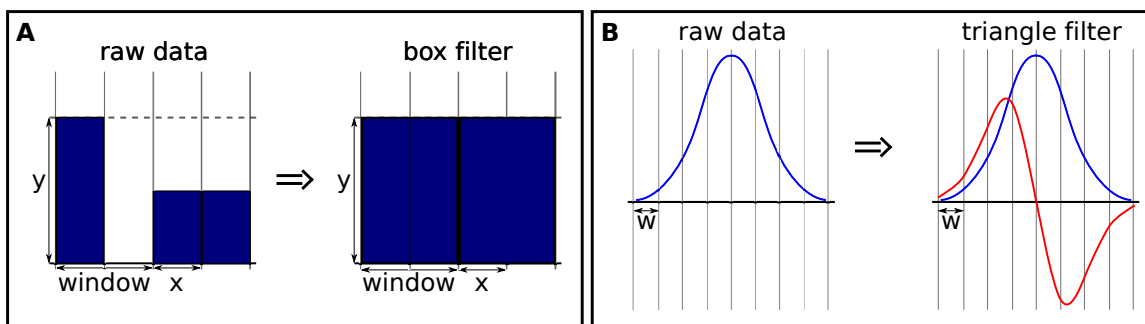 A
raw data
box filter
y
window
x
y
window
x
B
raw data
triangle filter
w
w